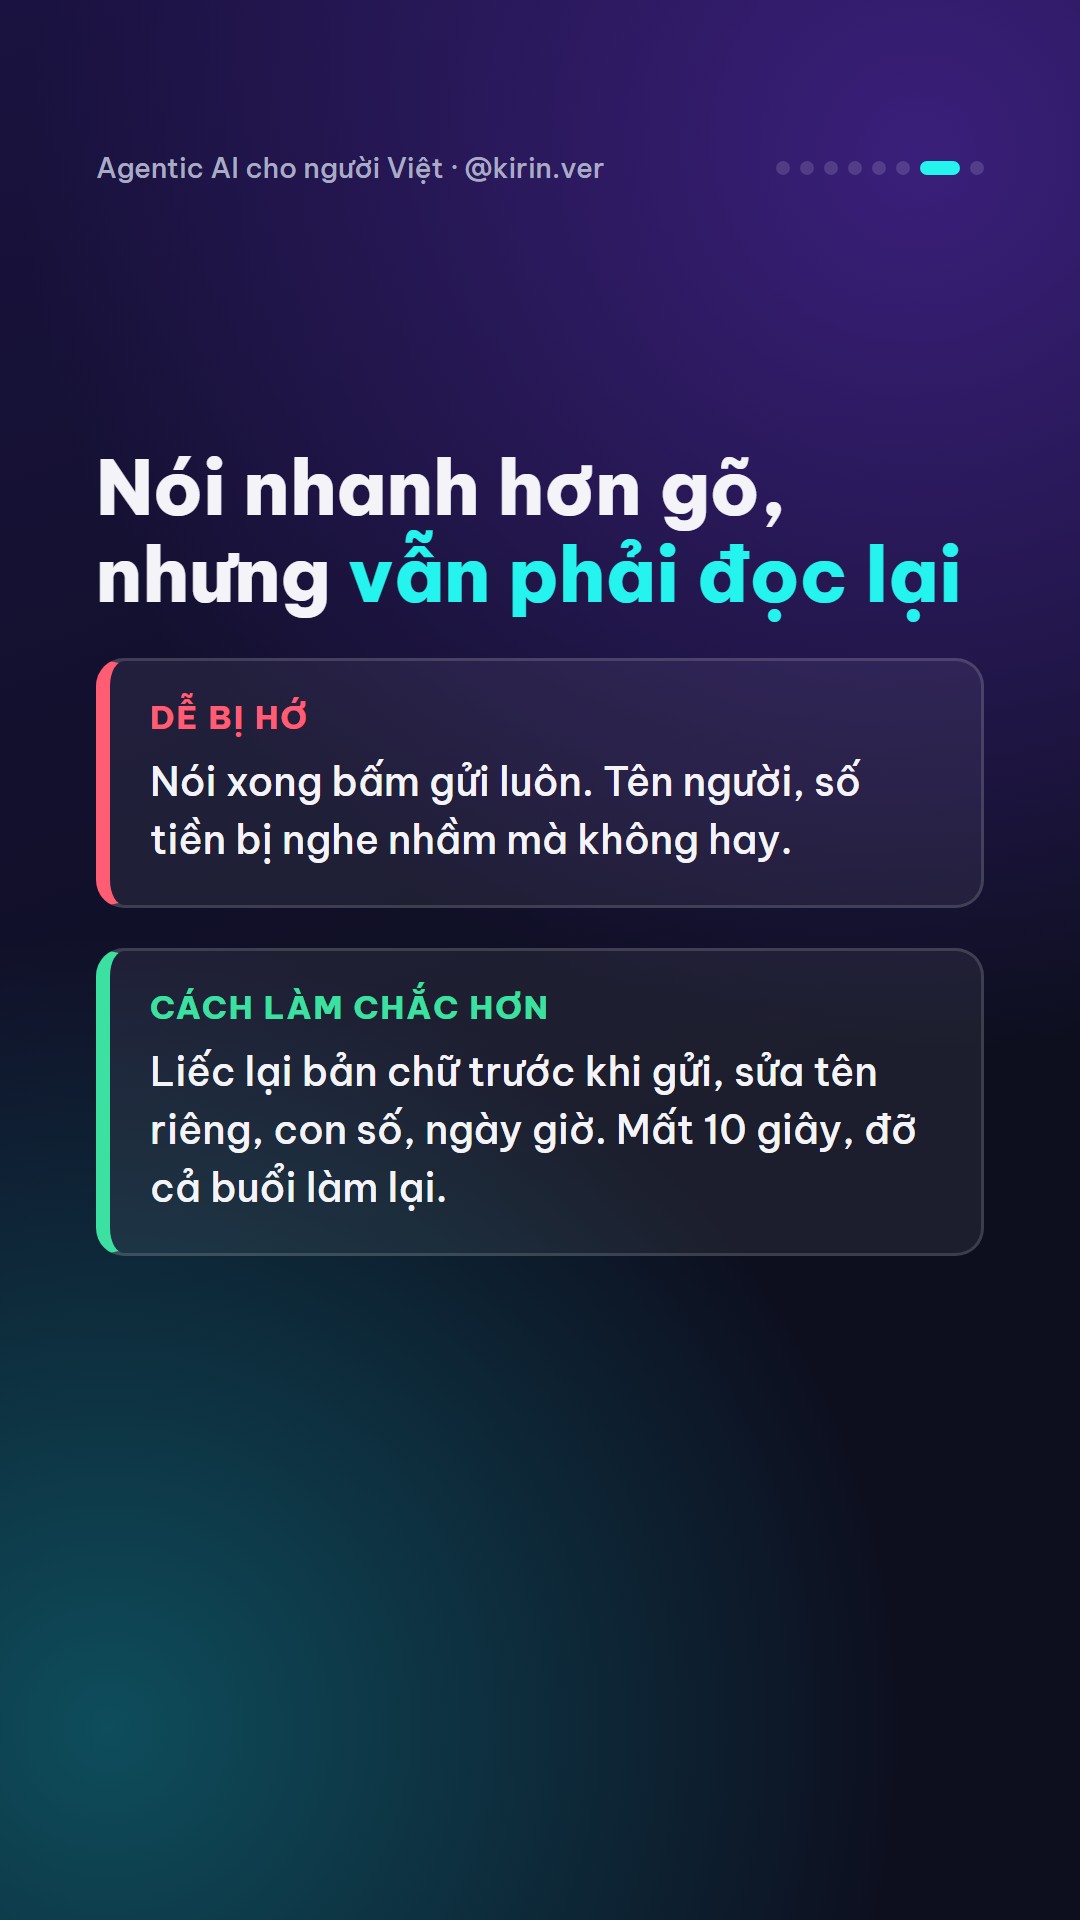 Agentic AI cho người Việt · @kirin.ver
Nói nhanh hơn gõ,
nhưng vẫn phải đọc lại
DỄ BỊ HỚ
Nói xong bấm gửi luôn. Tên người, số
tiền bị nghe nhầm mà không hay.
CÁCH LÀM CHẮC HƠN
Liếc lại bản chữ trước khi gửi, sửa tên
riêng, con số, ngày giờ. Mất 10 giây, đỡ
cả buổi làm lại.